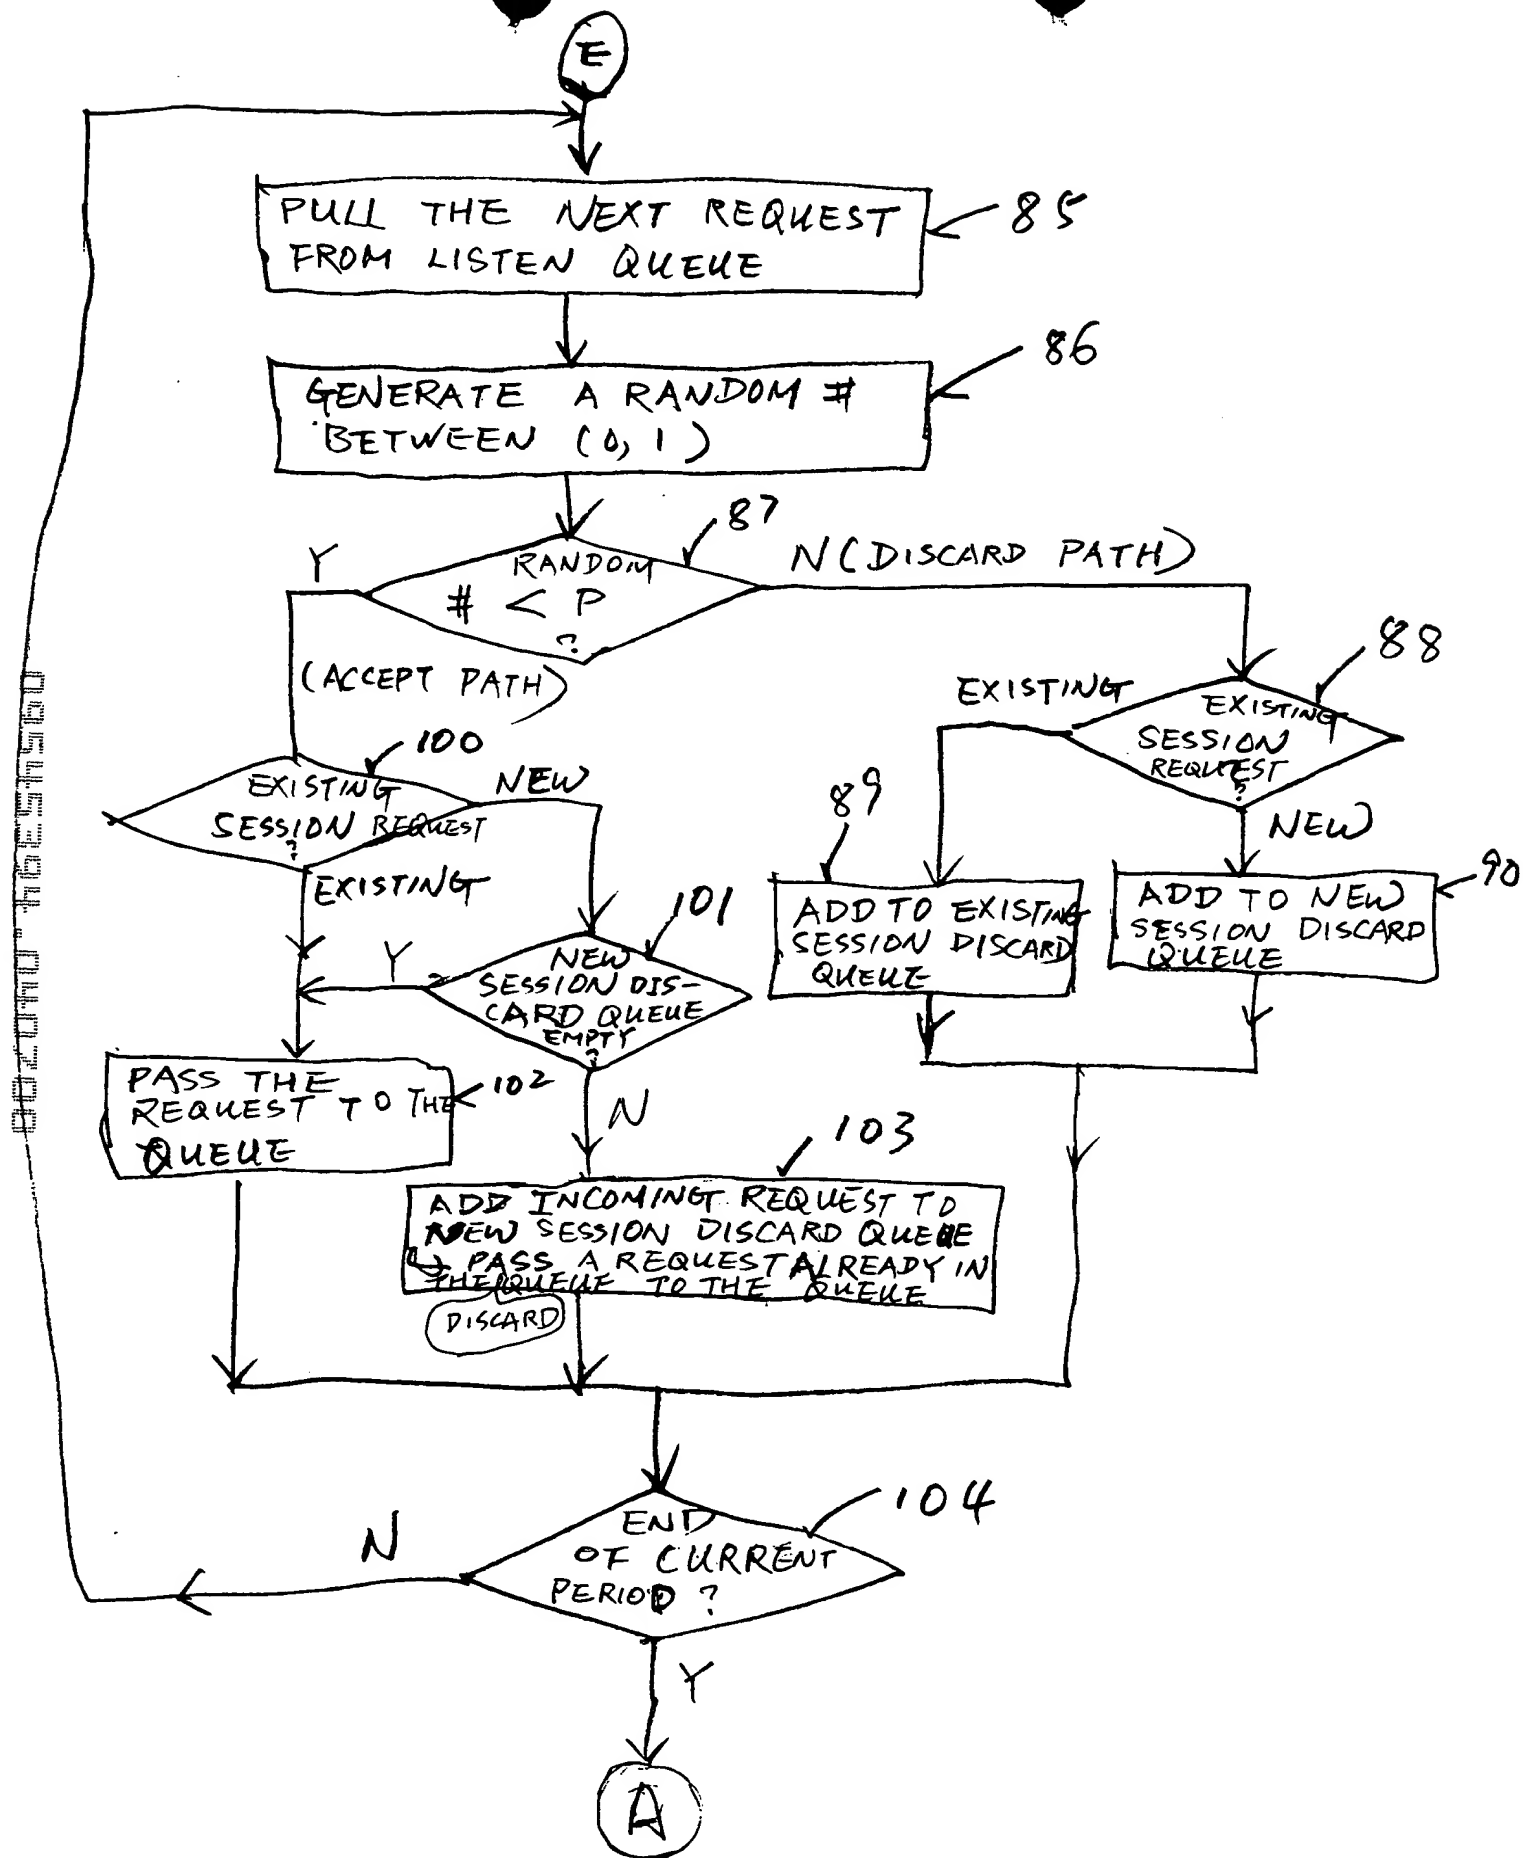 E
PULL THE NEXT REQUEST
FROM LISTEN QUEUE
85
GENERATE A RANDOM #
BETWEEN (0, 1)
86
RANDOM
# < P
?
87
Y
(ACCEPT PATH)
N (DISCARD PATH)
EXISTING
SESSION
REQUEST
?
88
EXISTING
NEW
EXISTING
SESSION REQUEST
?
100
NEW
EXISTING
ADD TO EXISTING
SESSION DISCARD
QUEUE
89
ADD TO NEW
SESSION DISCARD
QUEUE
90
NEW
SESSION DIS-
CARD QUEUE
EMPTY
?
101
Y
N
PASS THE
REQUEST TO THE
QUEUE
102
ADD INCOMING REQUEST TO
NEW SESSION DISCARD QUEUE
↳ PASS A REQUEST ALREADY IN
THE QUEUE TO THE QUEUE
DISCARD
103
END
OF CURRENT
PERIOD ?
104
N
Y
A